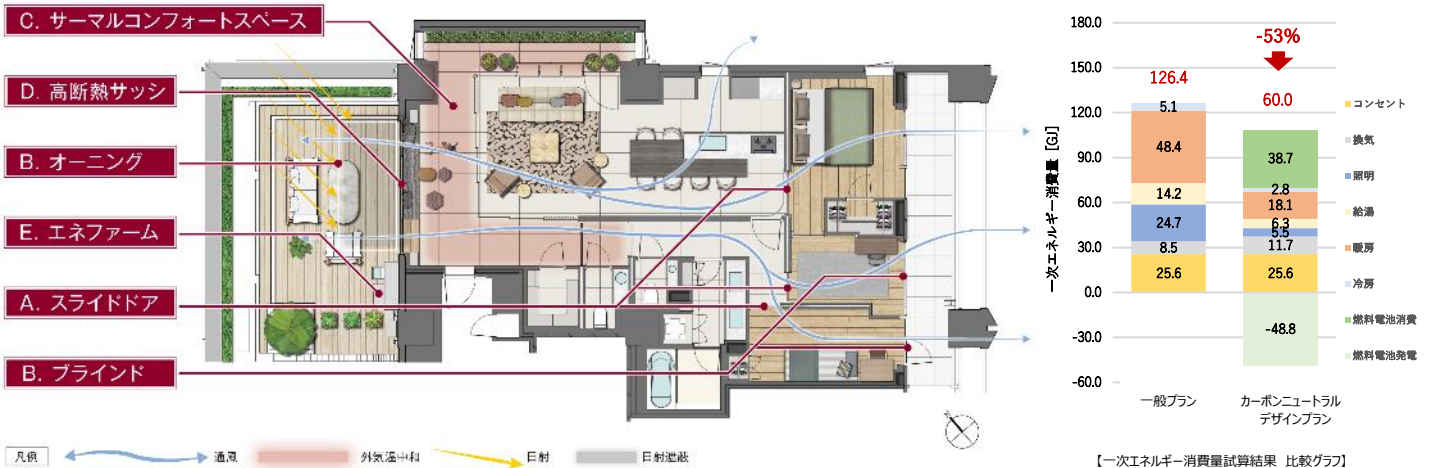 C. サーマルコンフォートスペース
D. 高断熱サッシ
B. オーニング
E. エネファーム
A. スライドドア
B. ブラインド
凡例
通風
外気温中和
日射
日射遮蔽
N
一次エネルギー消費量 [GJ]
180.0
150.0
120.0
90.0
60.0
30.0
0.0
-30.0
-60.0
126.4
5.1
48.4
14.2
24.7
8.5
25.6
-53%
60.0
38.7
2.8
18.1
6.3
5.5
11.7
25.6
-48.8
一般プラン
カーボンニュートラル
デザインプラン
コンセント
換気
照明
給湯
暖房
冷房
燃料電池消費
燃料電池発電
【一次エネルギー消費量試算結果 比較グラフ】